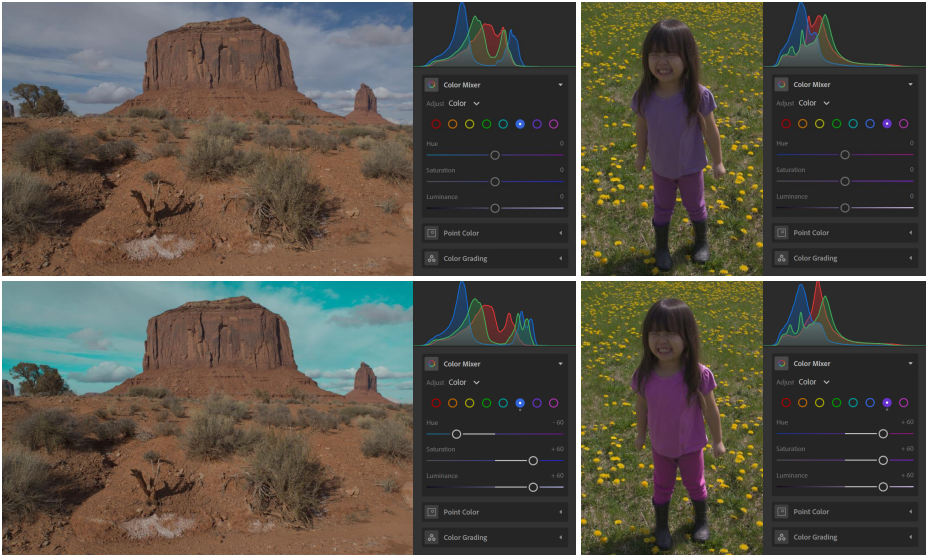 Color Mixer
Adjust Color
Hue 0
Saturation 0
Luminance 0
Point Color
Color Grading
Color Mixer
Adjust Color
Hue 0
Saturation 0
Luminance 0
Point Color
Color Grading
Color Mixer
Adjust Color
Hue - 60
Saturation + 60
Luminance + 60
Point Color
Color Grading
Color Mixer
Adjust Color
Hue + 60
Saturation + 60
Luminance + 60
Point Color
Color Grading